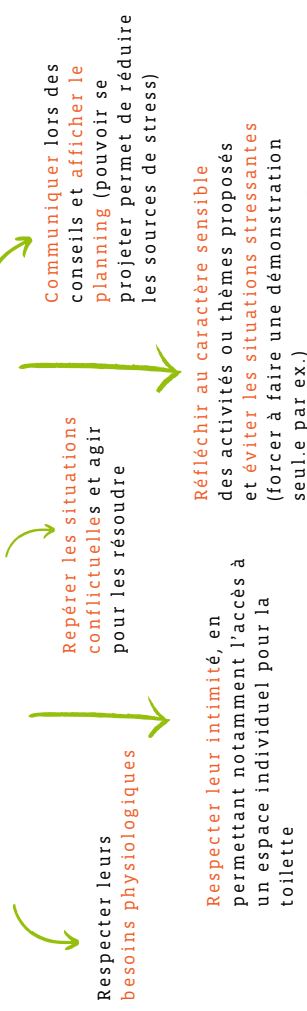 Respecter leurs
besoins physiologiques
Respecter leur intimité, en
permettant notamment l'accès à
un espace individuel pour la
toilette
Repérer les situations
conflictuelles et agir
pour les résoudre
Réfléchir au caractère sensible
des activités ou thèmes proposés
et éviter les situations stressantes
(forcer à faire une démonstration
seul.e par ex.)
Communiquer lors des
conseils et afficher le
planning (pouvoir se
projeter permet de réduire
les sources de stress)